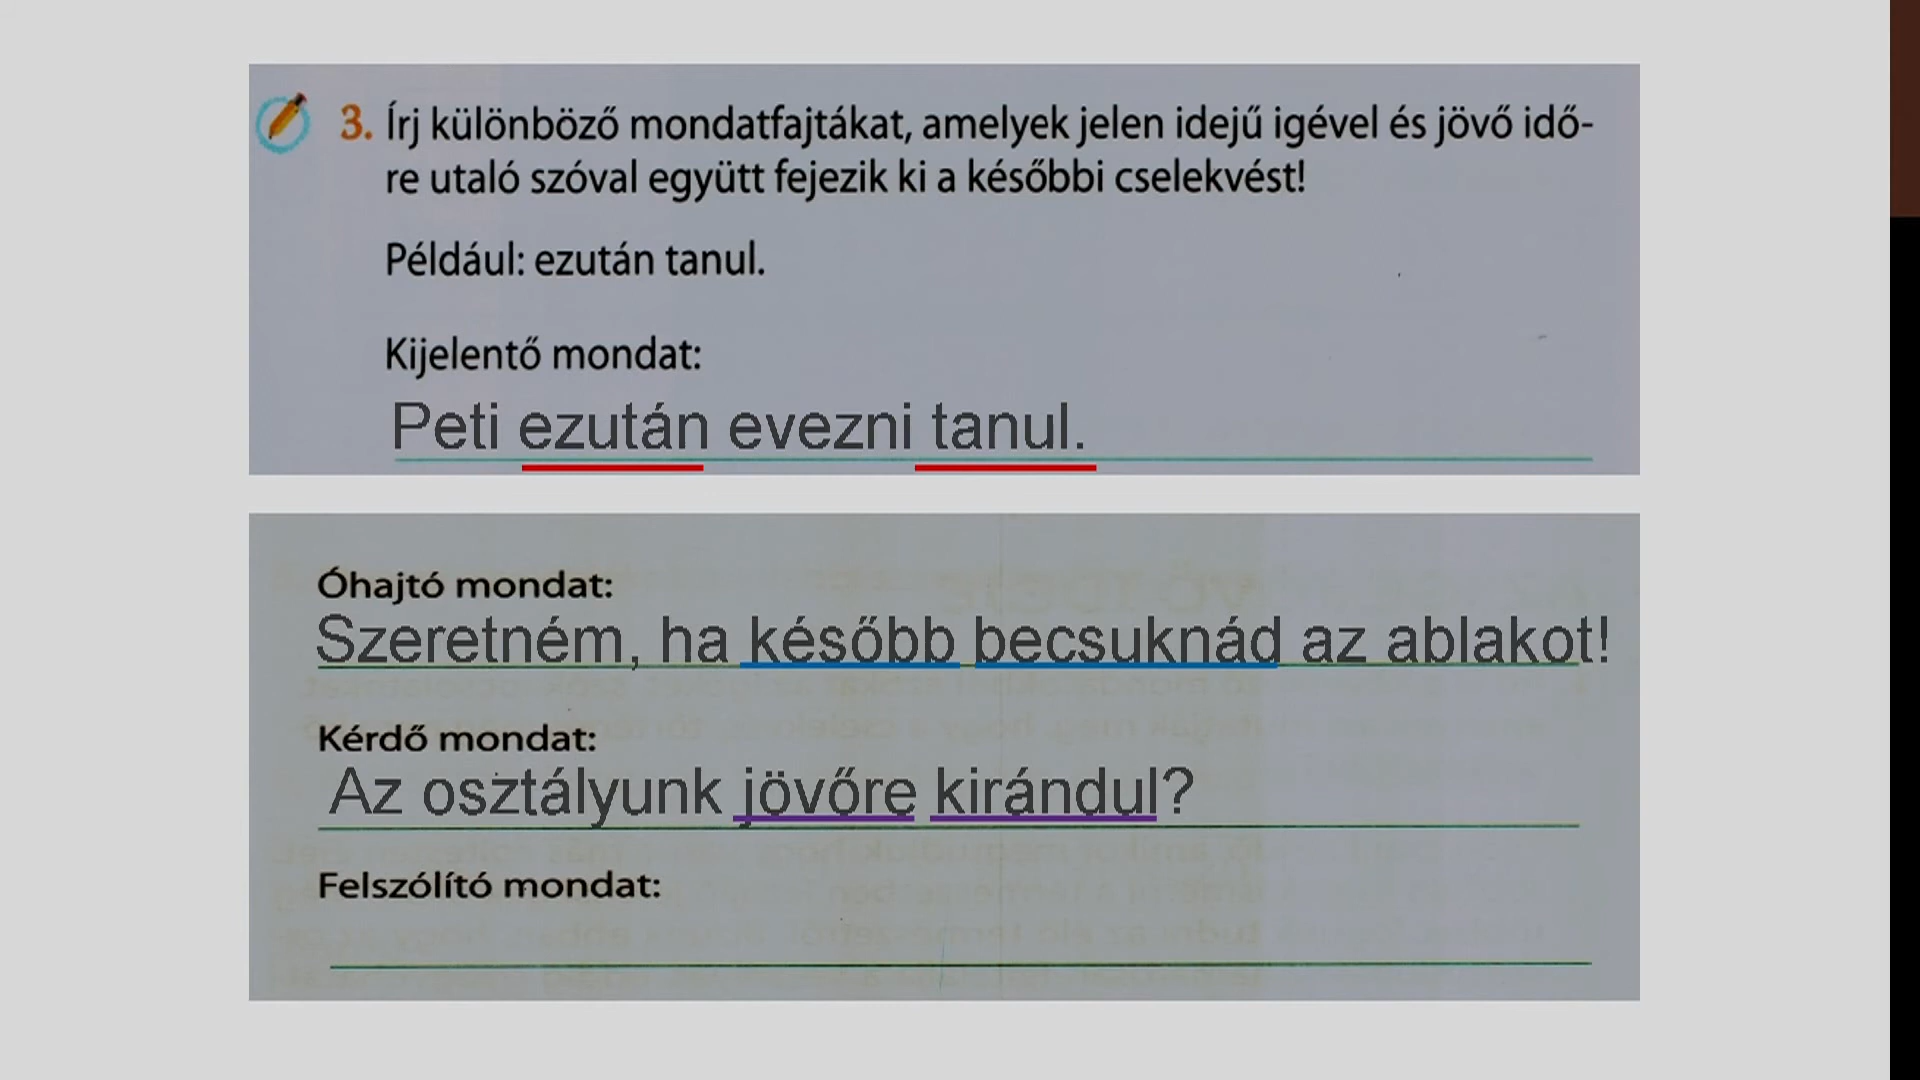 3. Írj különböző mondatfajtákat, amelyek jelen idejű igével és jövő idő-
re utaló szóval együtt fejezik ki a későbbi cselekvést!
Például: ezután tanul.
Kijelentő mondat:
Peti ezután evezni tanul.
Óhajtó mondat:
Szeretném, ha később becsuknád az ablakot!
Kérdő mondat:
Az osztályunk jövőre kirándul?
Felszólító mondat: